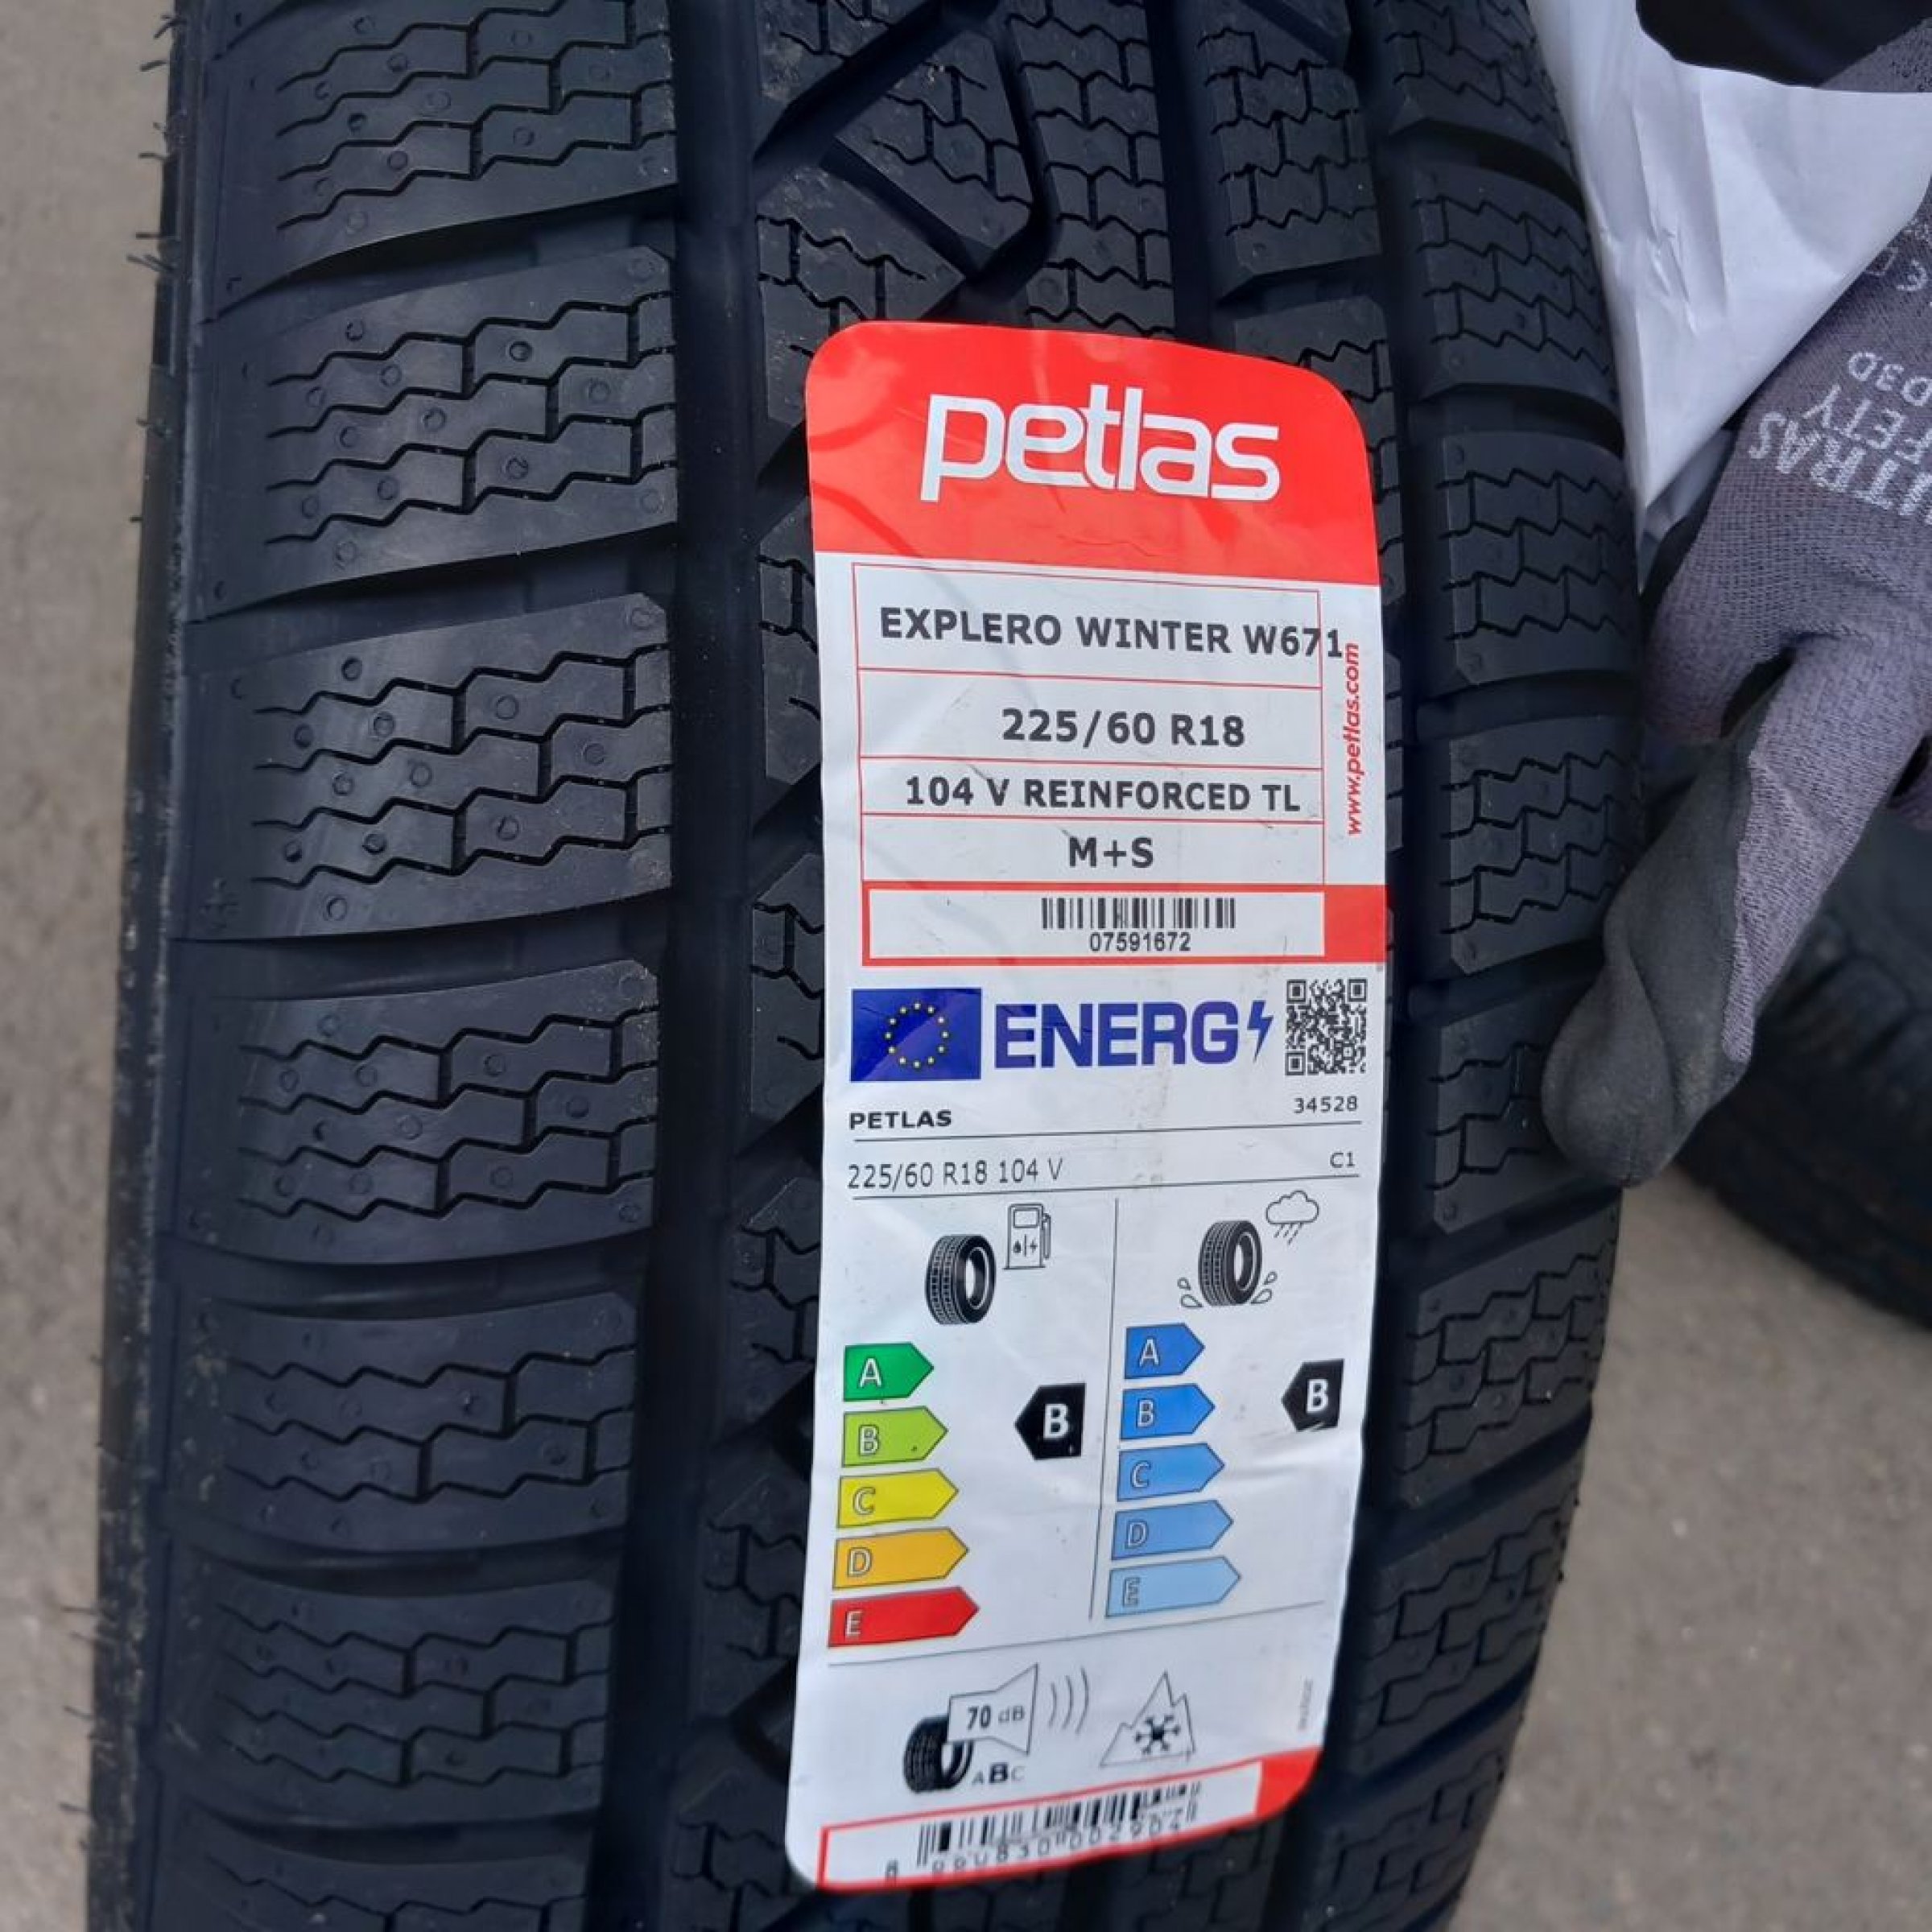 petlas
EXPLERO WINTER W671
225/60 R18
104 V REINFORCED TL
M+S
www.petlas.com
07591672
ENERG
34528
PETLAS
225/60 R18 104 V
C1
A
B
C
D
E
B
A
B
C
D
E
B
70 dB
ABC